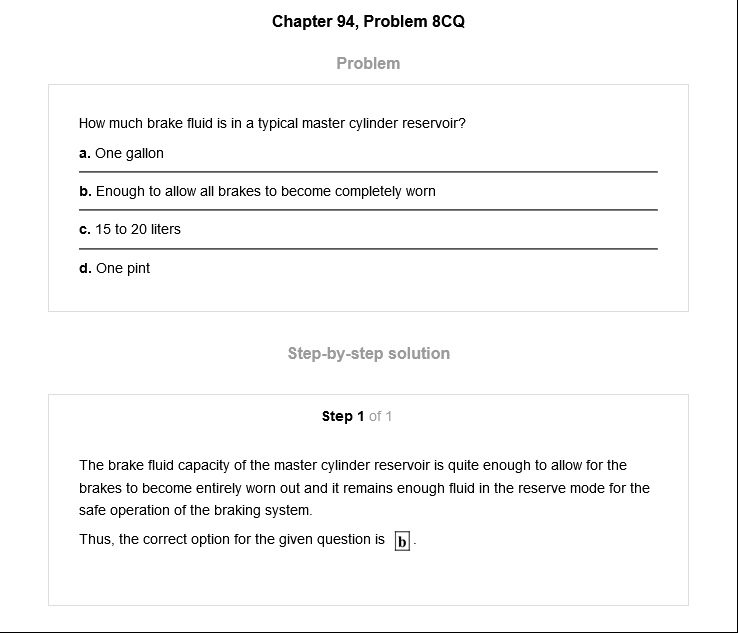 Chapter 94, Problem 8CQ
Problem
How much brake fluid is in a typical master cylinder reservoir?
a. One gallon
b. Enough to allow all brakes to become completely worn
c. 15 to 20 liters
d. One pint
Step-by-step solution
Step 1 of 1
The brake fluid capacity of the master cylinder reservoir is quite enough to allow for the
brakes to become entirely worn out and it remains enough fluid in the reserve mode for the
safe operation of the braking system.
Thus, the correct option for the given question is b.